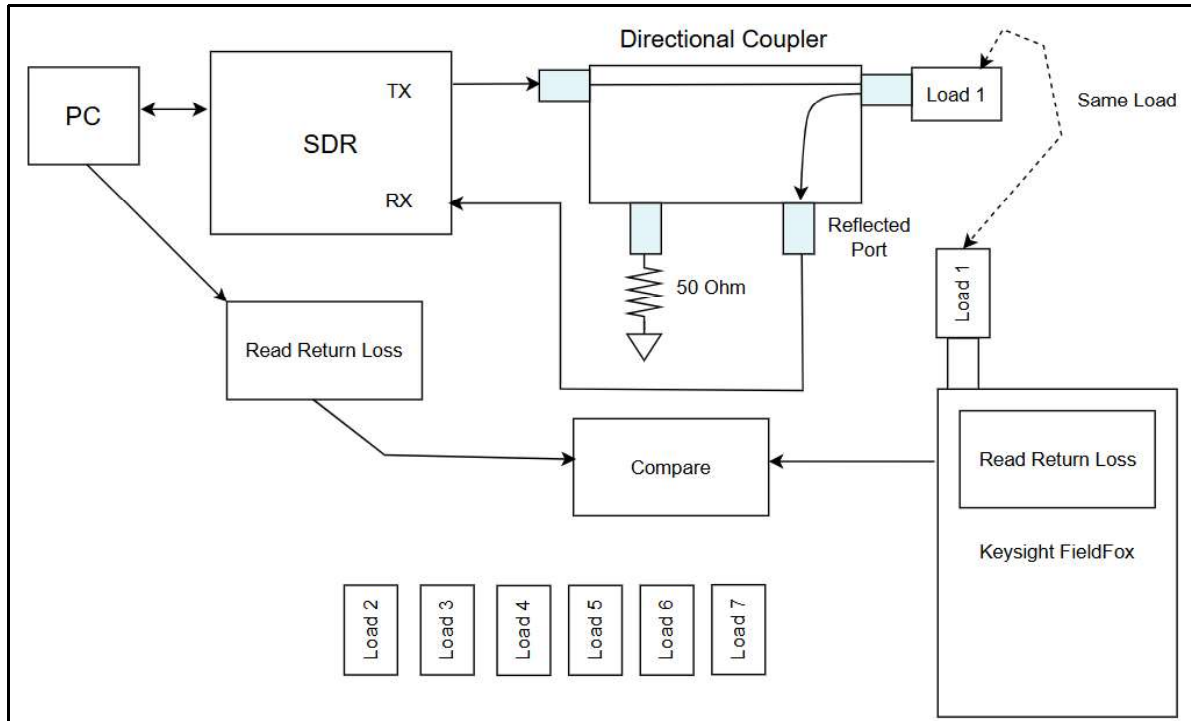 Directional Coupler
PC
SDR
TX
RX
Load 1
Same Load
Reflected
Port
50 Ohm
Load 1
Read Return Loss
Compare
Read Return Loss
Keysight FieldFox
Load 2
Load 3
Load 4
Load 5
Load 6
Load 7